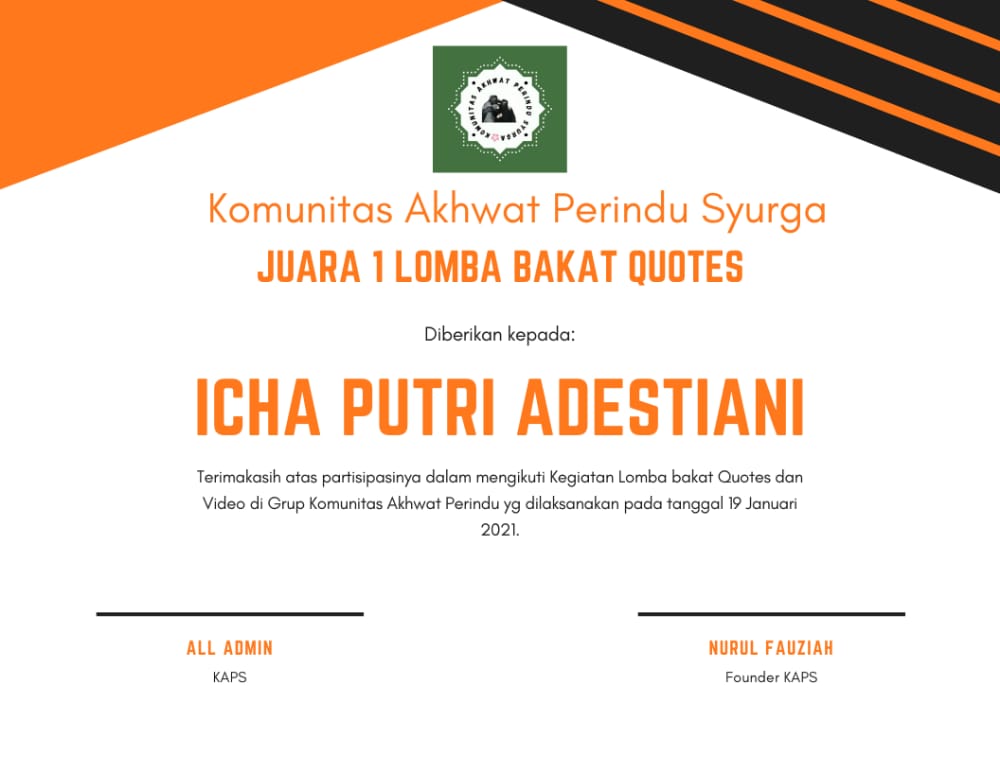 KOMUNITAS AKHWAT PERINDU SYURGA
Komunitas Akhwat Perindu Syurga
JUARA 1 LOMBA BAKAT QUOTES
Diberikan kepada:
ICHA PUTRI ADESTIANI
Terimakasih atas partisipasinya dalam mengikuti Kegiatan Lomba bakat Quotes dan
Video di Grup Komunitas Akhwat Perindu yg dilaksanakan pada tanggal 19 Januari
2021.
ALL ADMIN
KAPS
NURUL FAUZIAH
Founder KAPS